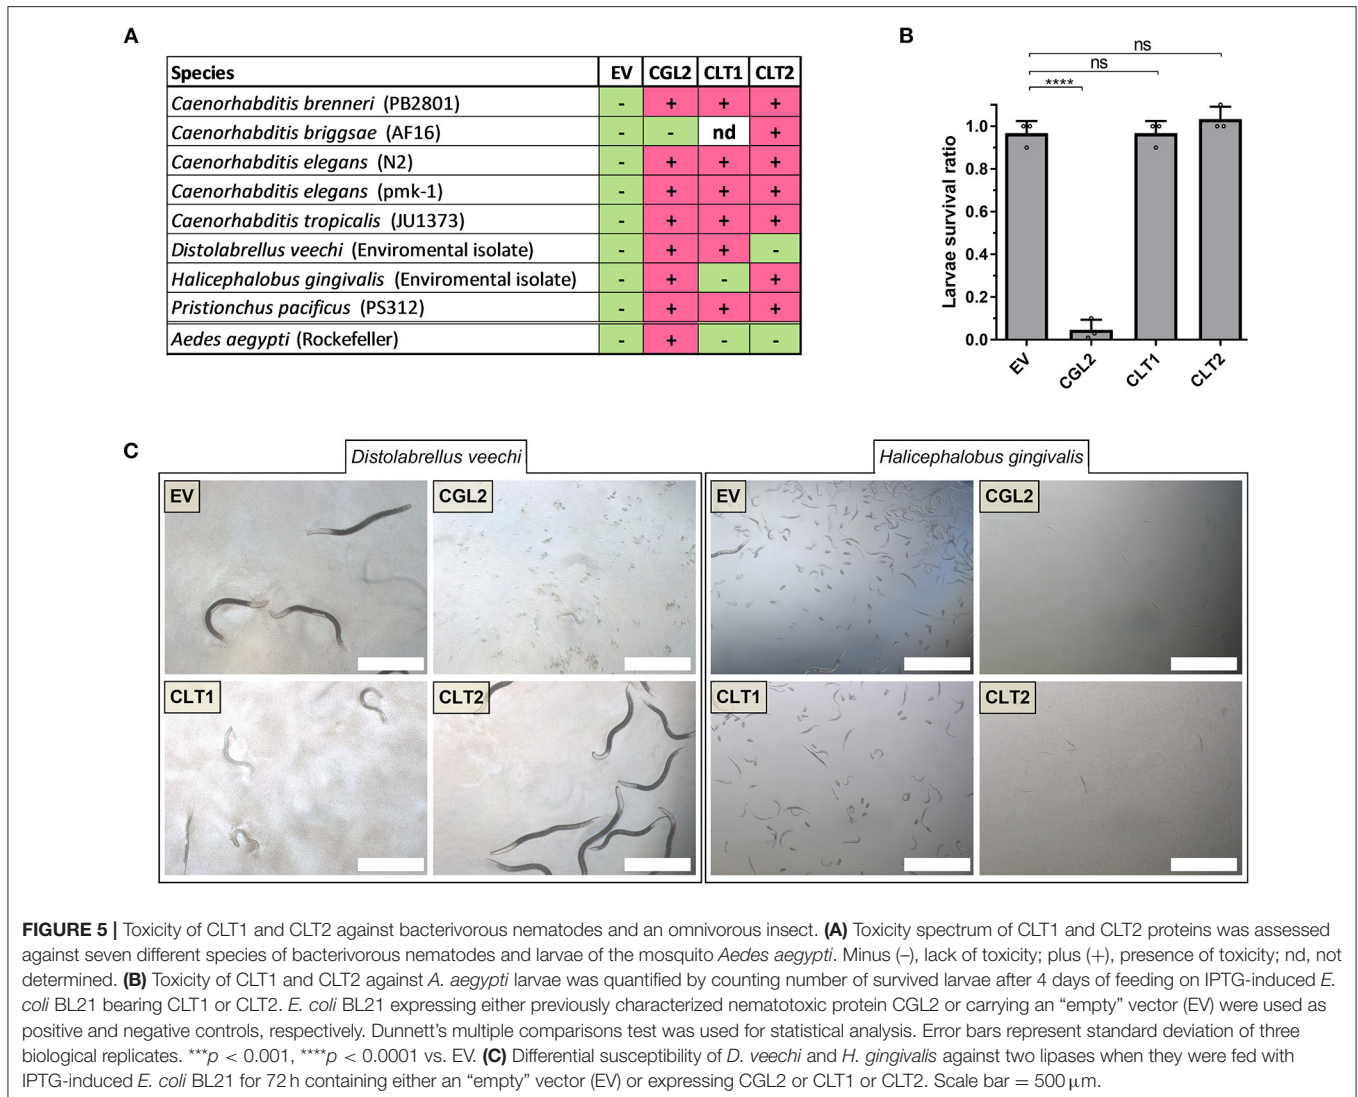 A
Species EV CGL2 CLT1 CLT2
Caenorhabditis brenneri (PB2801) - + + +
Caenorhabditis briggsae (AF16) - - nd +
Caenorhabditis elegans (N2) - + + +
Caenorhabditis elegans (pmk-1) - + + +
Caenorhabditis tropicalis (JU1373) - + + +
Distolabrellus veechi (Enviromental isolate) - + + -
Halicephalobus gingivalis (Enviromental isolate) - + - +
Pristionchus pacificus (PS312) - + + +
Aedes aegypti (Rockefeller) - + - -
B
ns
ns
****
Larvae survival ratio
1.0
0.8
0.6
0.4
0.2
0.0
EV CGL2 CLT1 CLT2
C
Distolabrellus veechi
Halicephalobus gingivalis
EV CGL2 EV CGL2
CLT1 CLT2 CLT1 CLT2
FIGURE 5 | Toxicity of CLT1 and CLT2 against bacterivorous nematodes and an omnivorous insect. (A) Toxicity spectrum of CLT1 and CLT2 proteins was assessed
against seven different species of bacterivorous nematodes and larvae of the mosquito Aedes aegypti. Minus (–), lack of toxicity; plus (+), presence of toxicity; nd, not
determined. (B) Toxicity of CLT1 and CLT2 against A. aegypti larvae was quantified by counting number of survived larvae after 4 days of feeding on IPTG-induced E.
coli BL21 bearing CLT1 or CLT2. E. coli BL21 expressing either previously characterized nematotoxic protein CGL2 or carrying an “empty” vector (EV) were used as
positive and negative controls, respectively. Dunnett’s multiple comparisons test was used for statistical analysis. Error bars represent standard deviation of three
biological replicates. ***p < 0.001, ****p < 0.0001 vs. EV. (C) Differential susceptibility of D. veechi and H. gingivalis against two lipases when they were fed with
IPTG-induced E. coli BL21 for 72 h containing either an “empty” vector (EV) or expressing CGL2 or CLT1 or CLT2. Scale bar = 500 μm.